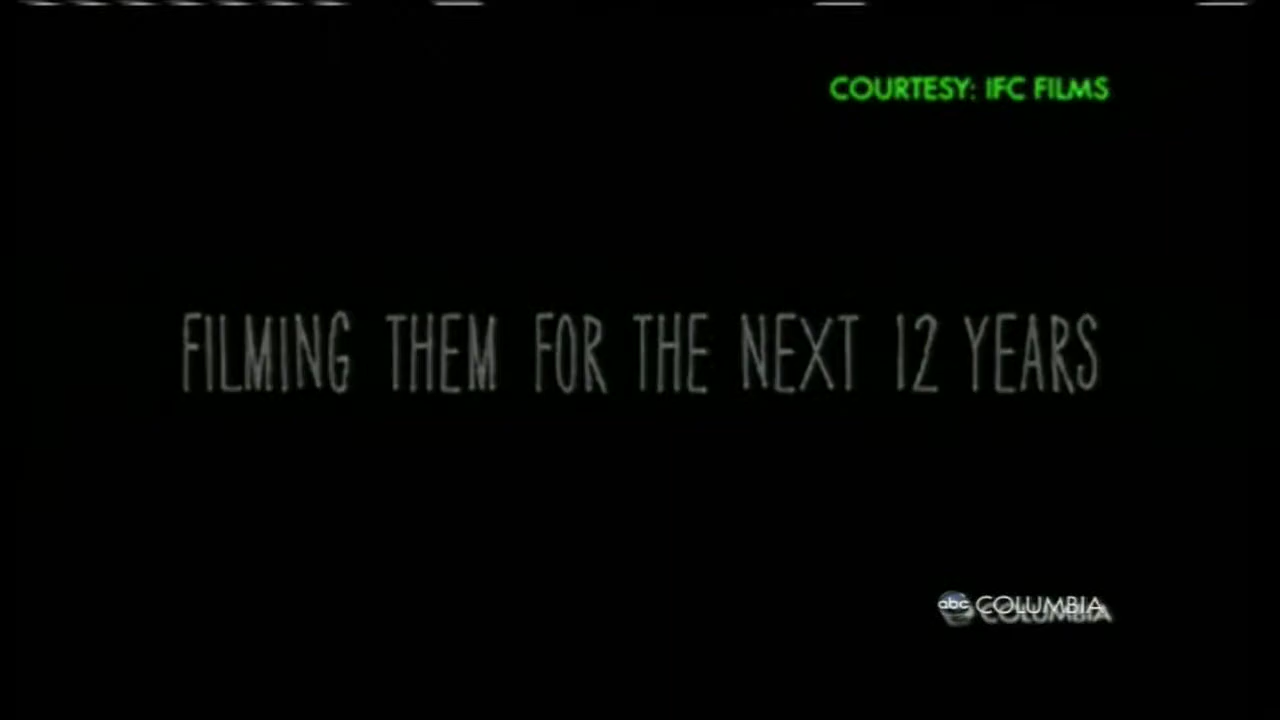 COURTESY: IFC FILMS
FILMING THEM FOR THE NEXT 12 YEARS
abc COLUMBIA